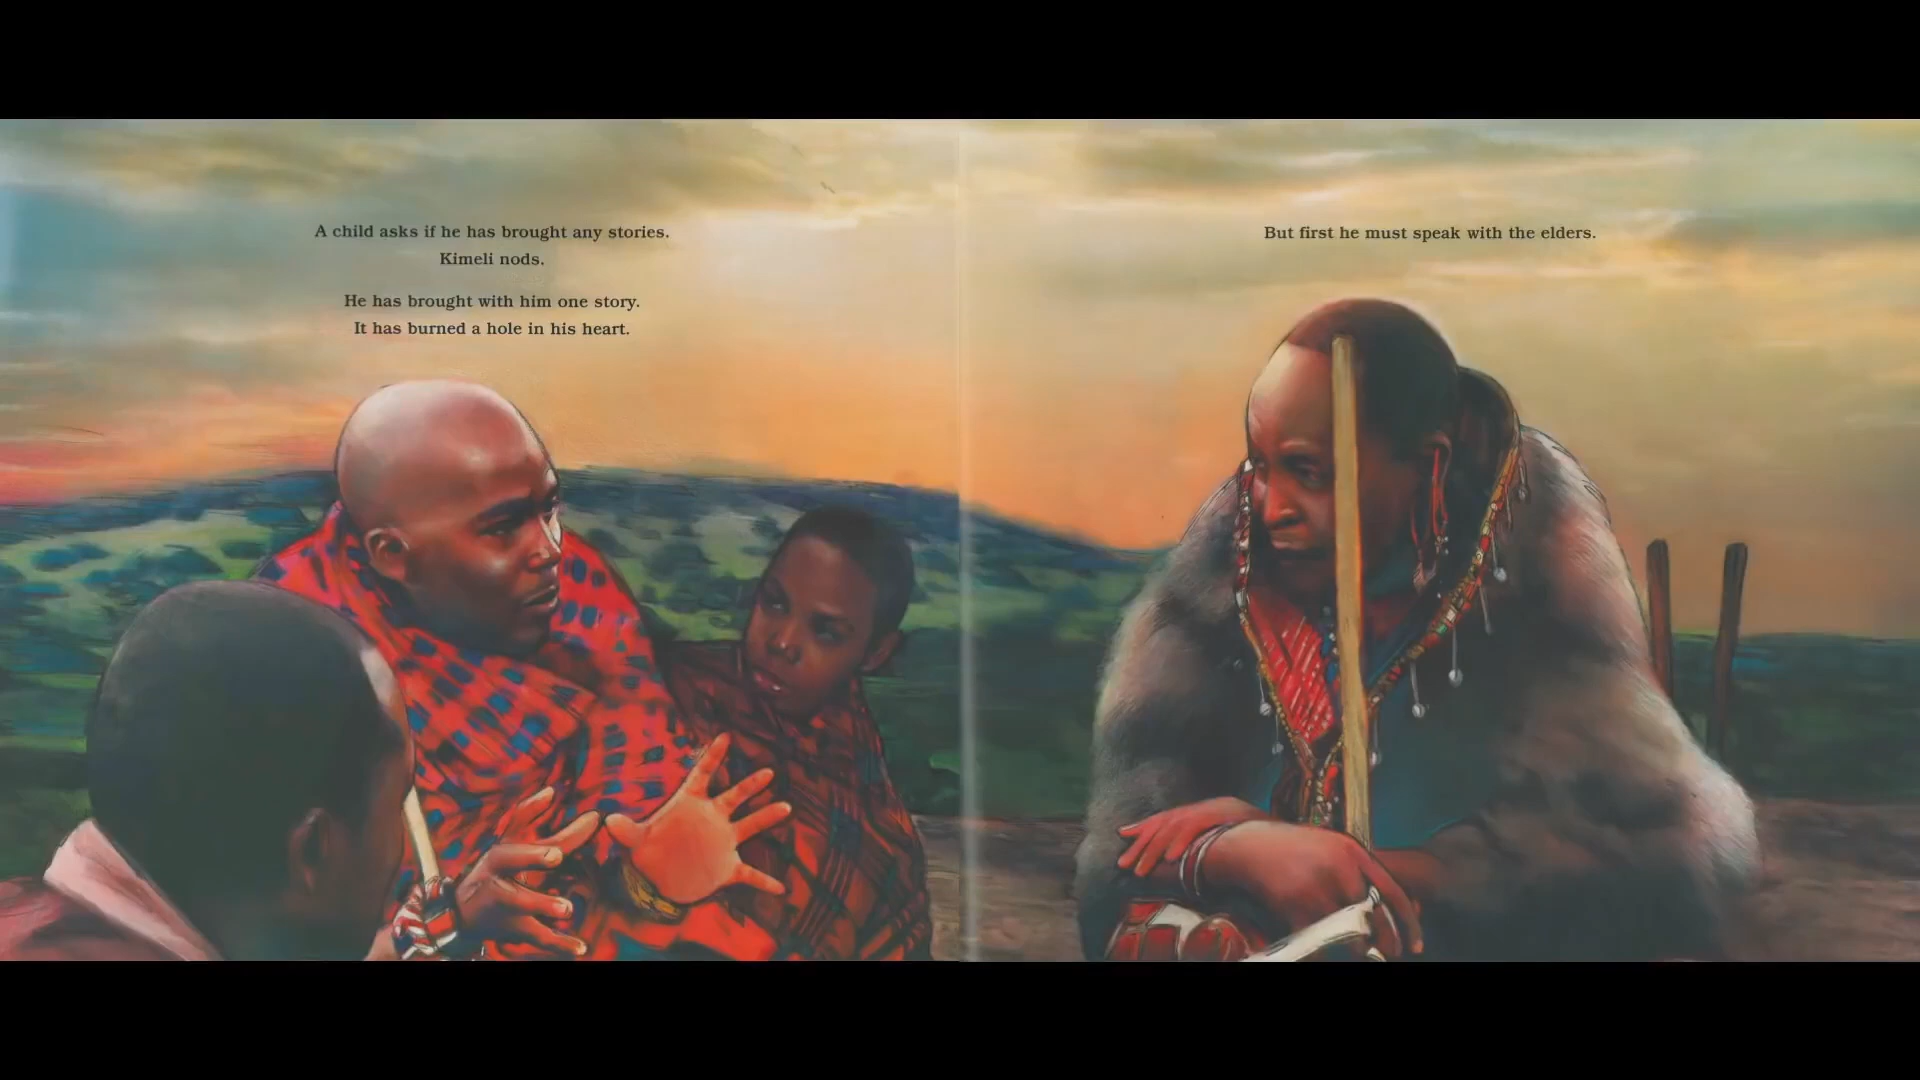 A child asks if he has brought any stories.
Kimeli nods.
He has brought with him one story.
It has burned a hole in his heart.
But first he must speak with the elders.